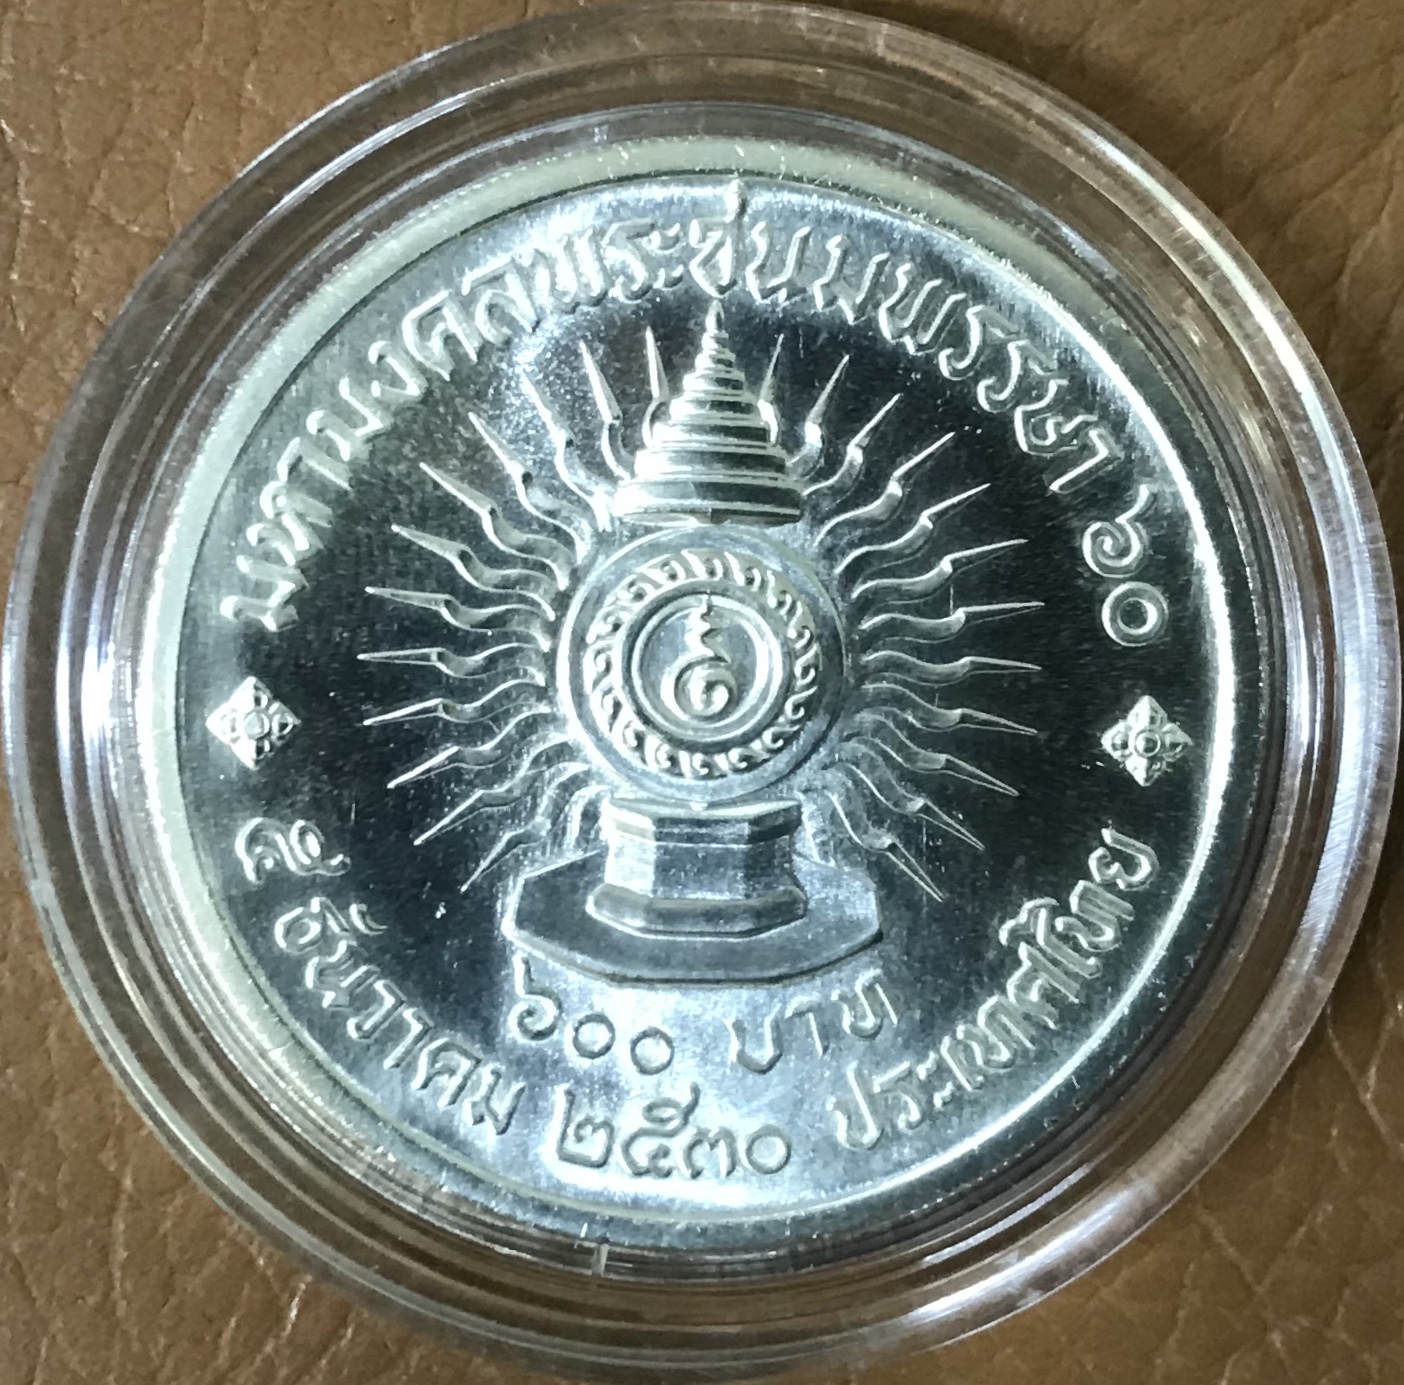 มหามงคลพระชนมพรรษา ๖๐
๖๐๐ บาท
๕ ธันวาคม ๒๕๓๐ ประเทศไทย